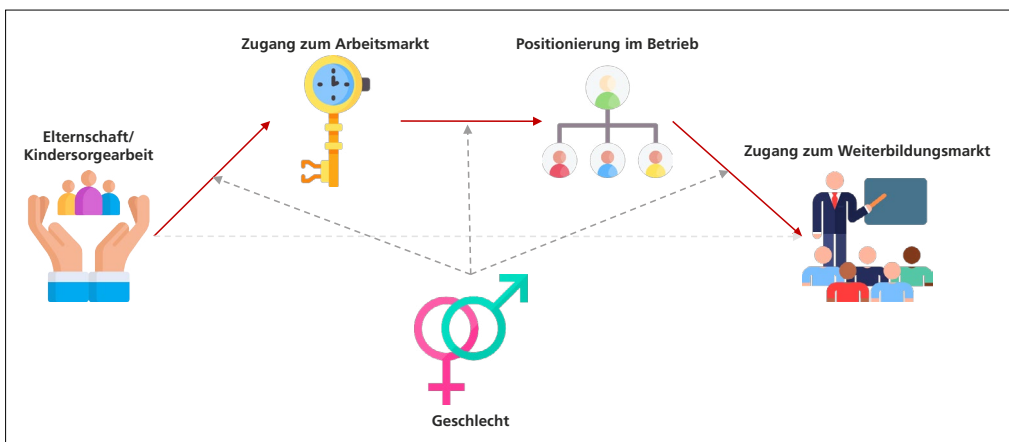 Zugang zum Arbeitsmarkt
Positionierung im Betrieb
Elternschaft/
Kindersorgearbeit
Zugang zum Weiterbildungsmarkt
Geschlecht